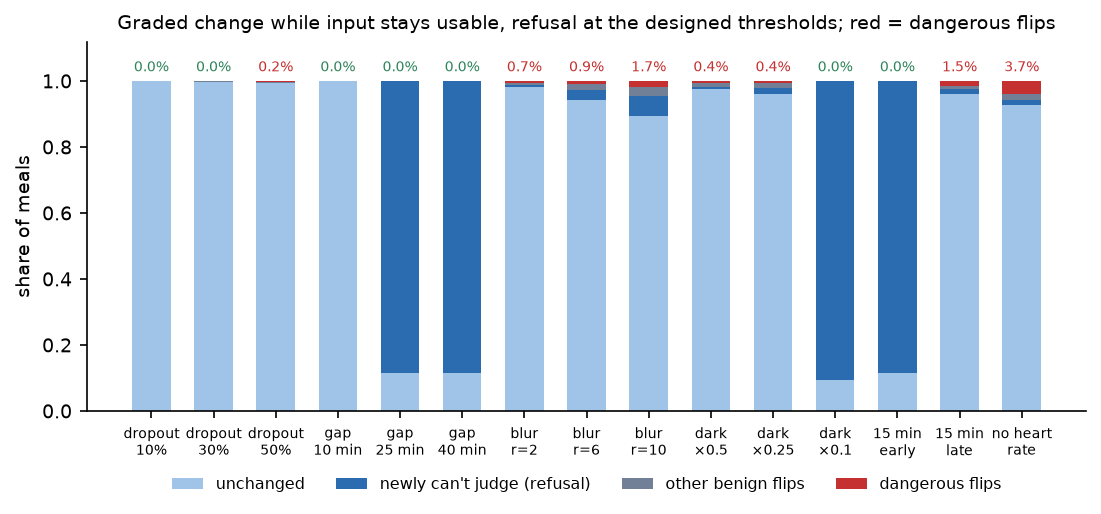 Graded change while input stays usable, refusal at the designed thresholds; red = dangerous flips
0.0% 0.0% 0.2% 0.0% 0.0% 0.0% 0.7% 0.9% 1.7% 0.4% 0.4% 0.0% 0.0% 1.5% 3.7%
share of meals
1.0
0.8
0.6
0.4
0.2
0.0
dropout 10%
dropout 30%
dropout 50%
gap 10 min
gap 25 min
gap 40 min
blur r=2
blur r=6
blur r=10
dark ×0.5
dark ×0.25
dark ×0.1
15 min early
15 min late
no heart rate
unchanged
newly can't judge (refusal)
other benign flips
dangerous flips